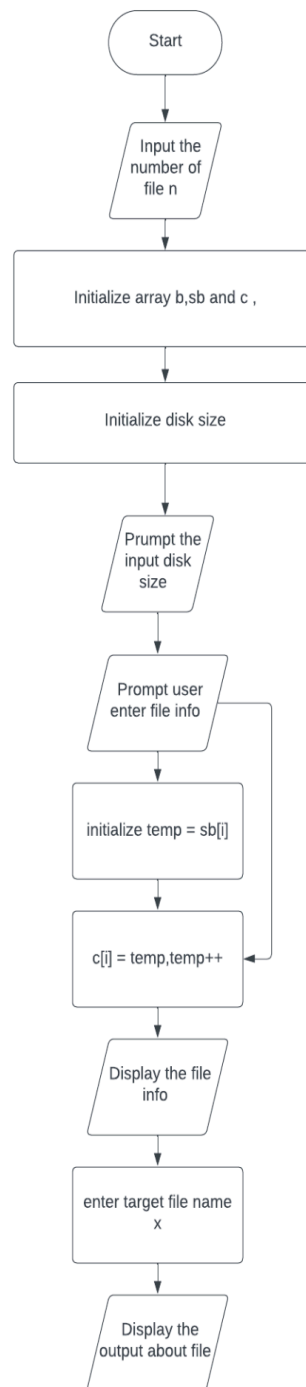 Start
Input the
number of
file n
Initialize array b,sb and c ,
Initialize disk size
Prumpt the
input disk
size
Prompt user
enter file info
initialize temp = sb[i]
c[i] = temp,temp++
Display the file
info
enter target file name
x
Display the
output about file